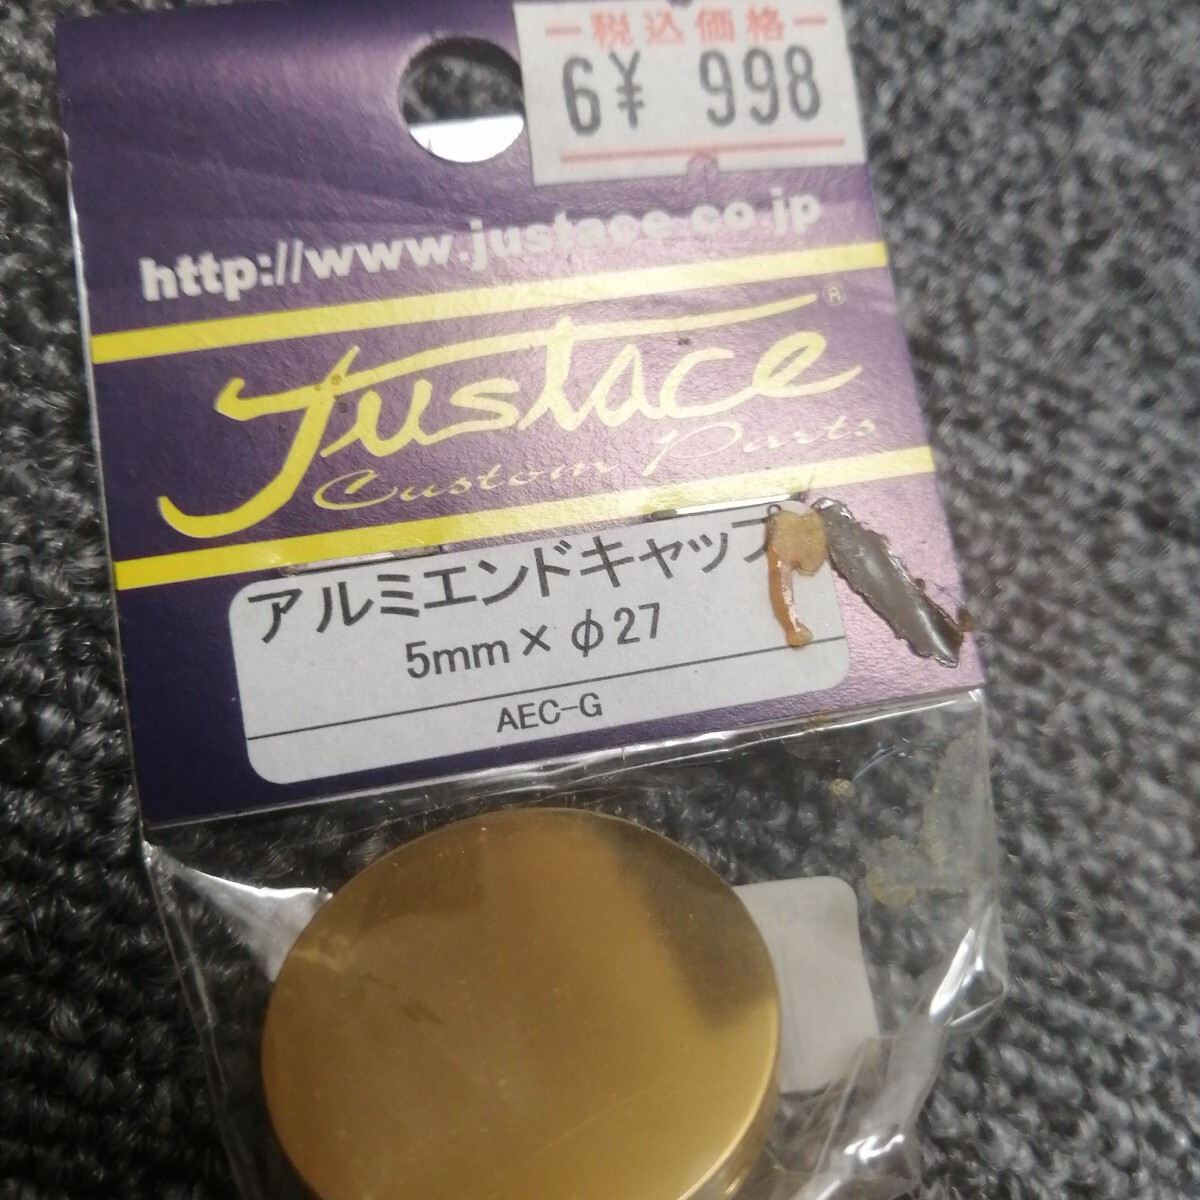 税込価格
6¥ 998
http://www.justace.co.jp
Justace®
Custom Parts
アルミエンドキャップ
5mm×φ27
AEC-G